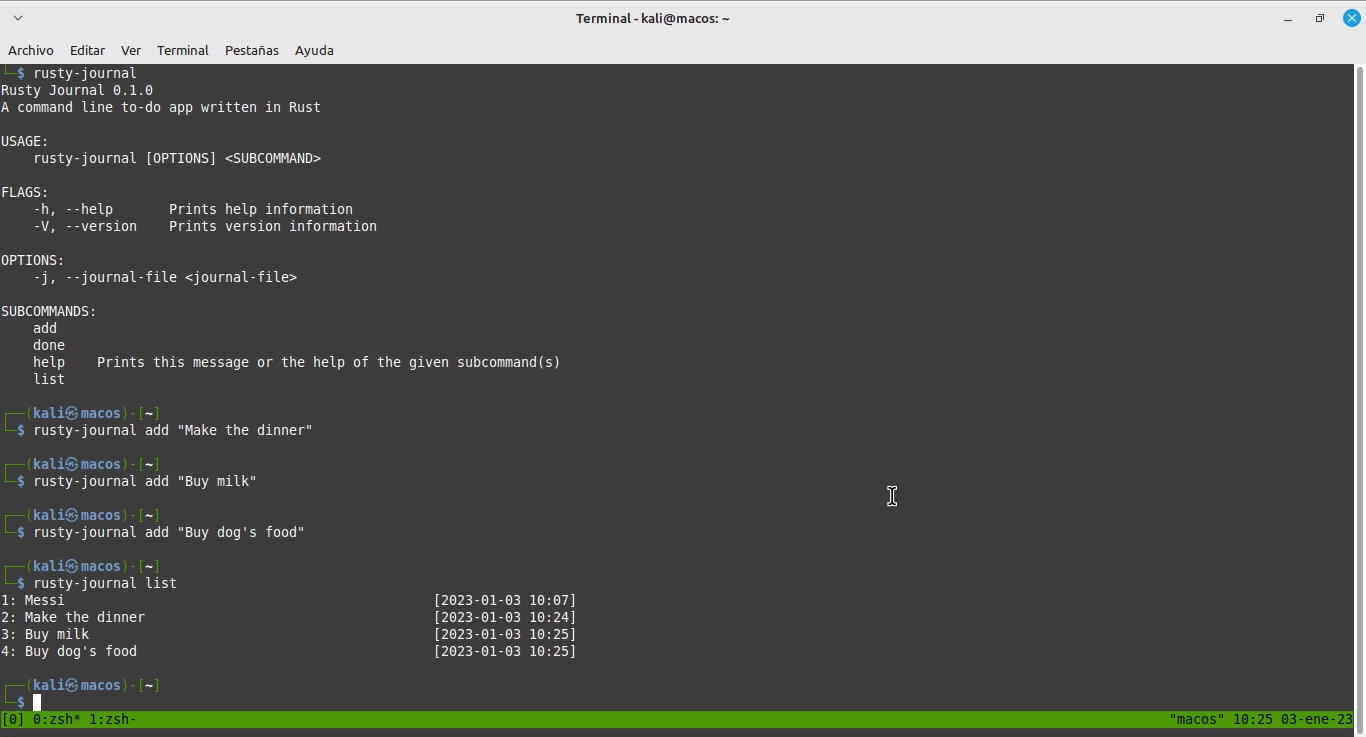 Terminal - kali@macos: ~
Archivo Editar Ver Terminal Pestañas Ayuda
└─$ rusty-journal
Rusty Journal 0.1.0
A command line to-do app written in Rust
USAGE:
    rusty-journal [OPTIONS] <SUBCOMMAND>
FLAGS:
    -h, --help       Prints help information
    -V, --version    Prints version information
OPTIONS:
    -j, --journal-file <journal-file>
SUBCOMMANDS:
    add
    done
    help    Prints this message or the help of the given subcommand(s)
    list
┌──(kali㉿macos)-[~]
└─$ rusty-journal add "Make the dinner"
┌──(kali㉿macos)-[~]
└─$ rusty-journal add "Buy milk"
┌──(kali㉿macos)-[~]
└─$ rusty-journal add "Buy dog's food"
┌──(kali㉿macos)-[~]
└─$ rusty-journal list
1: Messi                                              [2023-01-03 10:07]
2: Make the dinner                                    [2023-01-03 10:24]
3: Buy milk                                           [2023-01-03 10:25]
4: Buy dog's food                                     [2023-01-03 10:25]
┌──(kali㉿macos)-[~]
└─$
[0] 0:zsh* 1:zsh- "macos" 10:25 03-ene-23